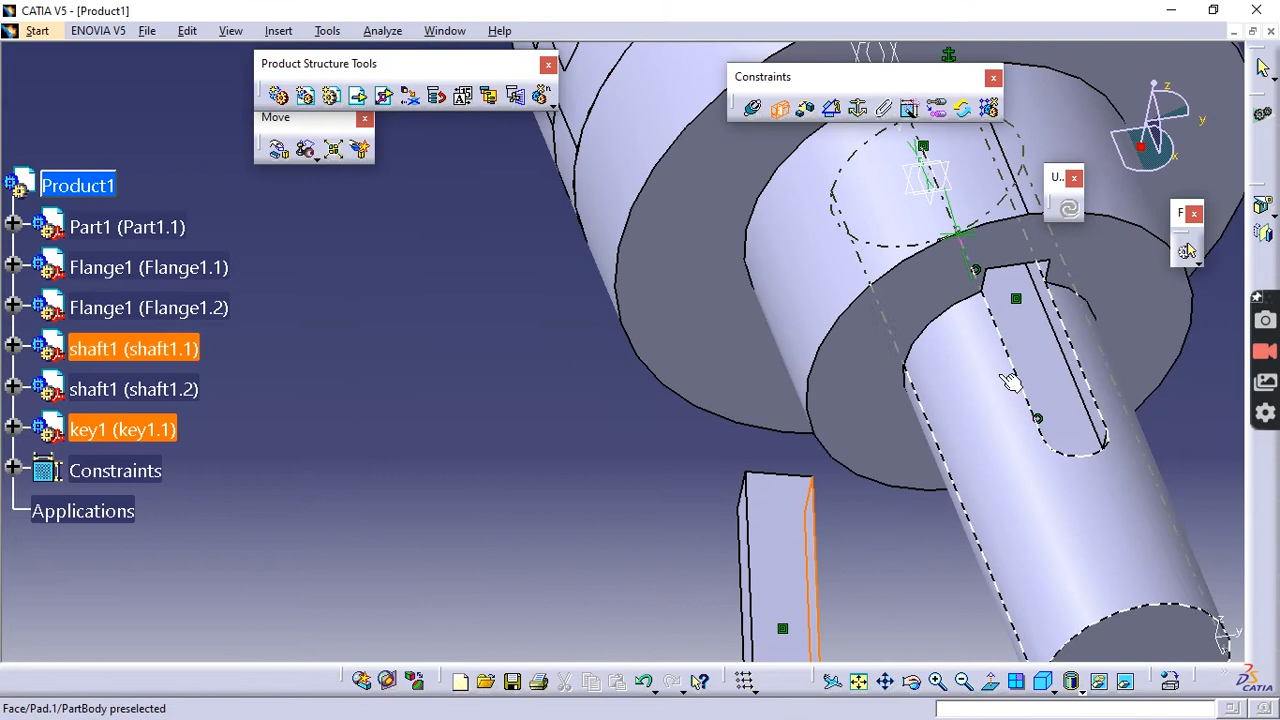 CATIA V5 - [Product1]
Start ENOVIA V5 File Edit View Insert Tools Analyze Window Help
Product Structure Tools
Constraints
Move
z
y
x
U..
F
Product1
Part1 (Part1.1)
Flange1 (Flange1.1)
Flange1 (Flange1.2)
shaft1 (shaft1.1)
shaft1 (shaft1.2)
key1 (key1.1)
Constraints
Applications
z
y
Face/Pad.1/PartBody preselected